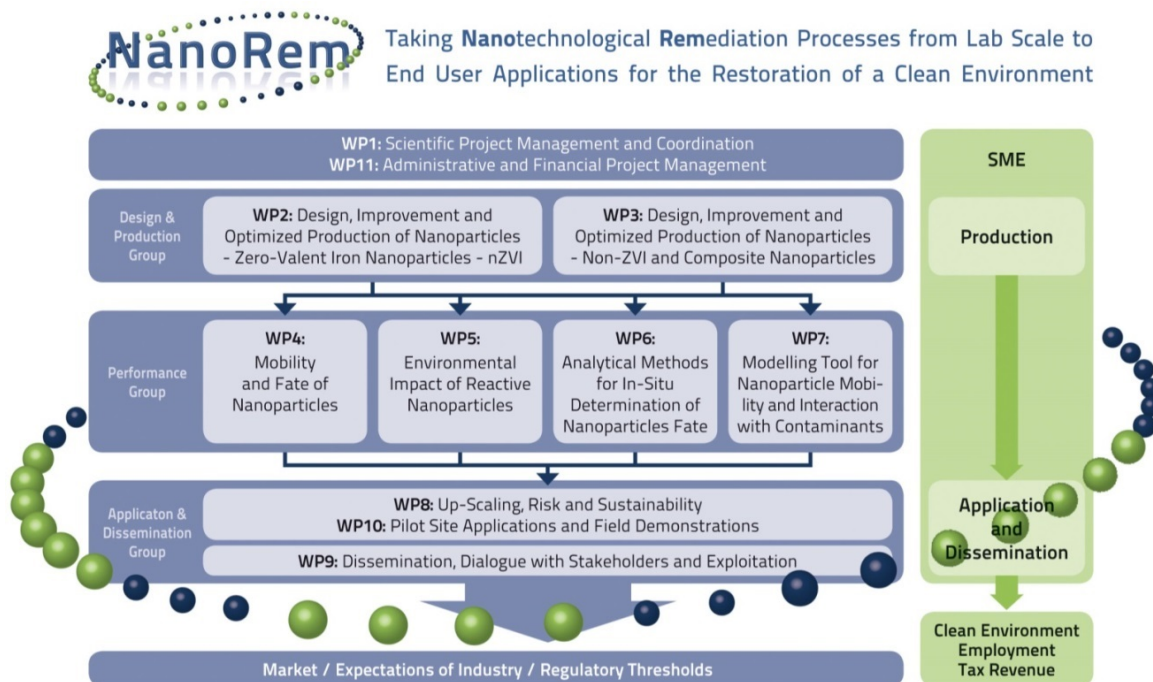 NanoRem
Taking Nanotechnological Remediation Processes from Lab Scale to
End User Applications for the Restoration of a Clean Environment
WP1: Scientific Project Management and Coordination
WP11: Administrative and Financial Project Management
Design &
Production
Group
WP2: Design, Improvement and
Optimized Production of Nanoparticles
- Zero-Valent Iron Nanoparticles - nZVI
WP3: Design, Improvement and
Optimized Production of Nanoparticles
- Non-ZVI and Composite Nanoparticles
Performance
Group
WP4:
Mobility
and Fate of
Nanoparticles
WP5:
Environmental
Impact of Reactive
Nanoparticles
WP6:
Analytical Methods
for In-Situ
Determination of
Nanoparticles Fate
WP7:
Modelling Tool for
Nanoparticle Mobi-
lity and Interaction
with Contaminants
Applicaton &
Dissemination
Group
WP8: Up-Scaling, Risk and Sustainability
WP10: Pilot Site Applications and Field Demonstrations
WP9: Dissemination, Dialogue with Stakeholders and Exploitation
Market / Expectations of Industry / Regulatory Thresholds
SME
Production
Application
and
Dissemination
Clean Environment
Employment
Tax Revenue